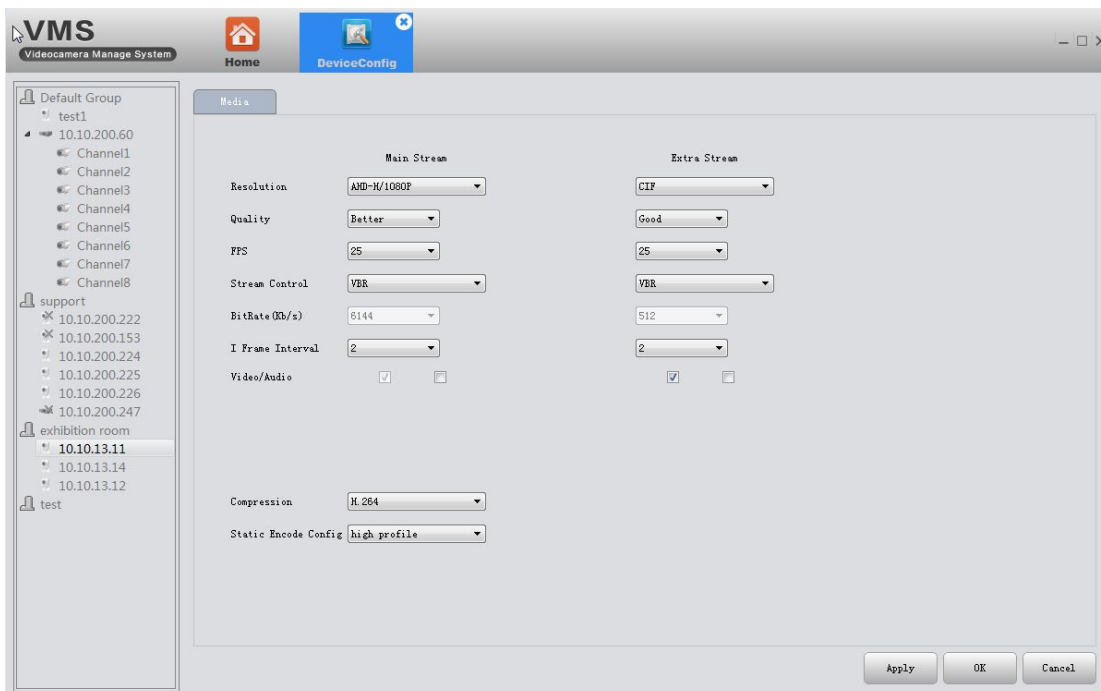 VMS
Videocamera Manage System
Home
DeviceConfig
Default Group
test1
10.10.200.60
Channel1
Channel2
Channel3
Channel4
Channel5
Channel6
Channel7
Channel8
support
10.10.200.222
10.10.200.153
10.10.200.224
10.10.200.225
10.10.200.226
10.10.200.247
exhibition room
10.10.13.11
10.10.13.14
10.10.13.12
test
Media
Main Stream Extra Stream
Resolution AHD-H/1080P CIF
Quality Better Good
FPS 25 25
Stream Control VBR VBR
BitRate(Kb/s) 6144 512
I Frame Interval 2 2
Video/Audio
Compression H.264
Static Encode Config high profile
Apply OK Cancel